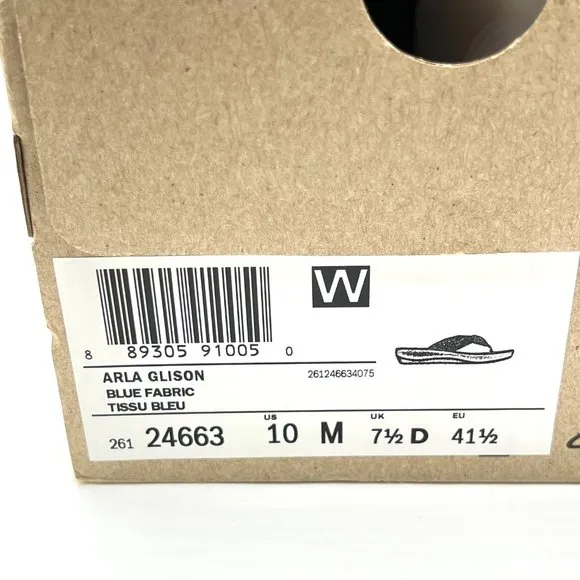 W
8 89305 91005 0
ARLA GLISON
261246634075
BLUE FABRIC
TISSU BLEU
US UK EU
261 24663 10 M 7½ D 41½